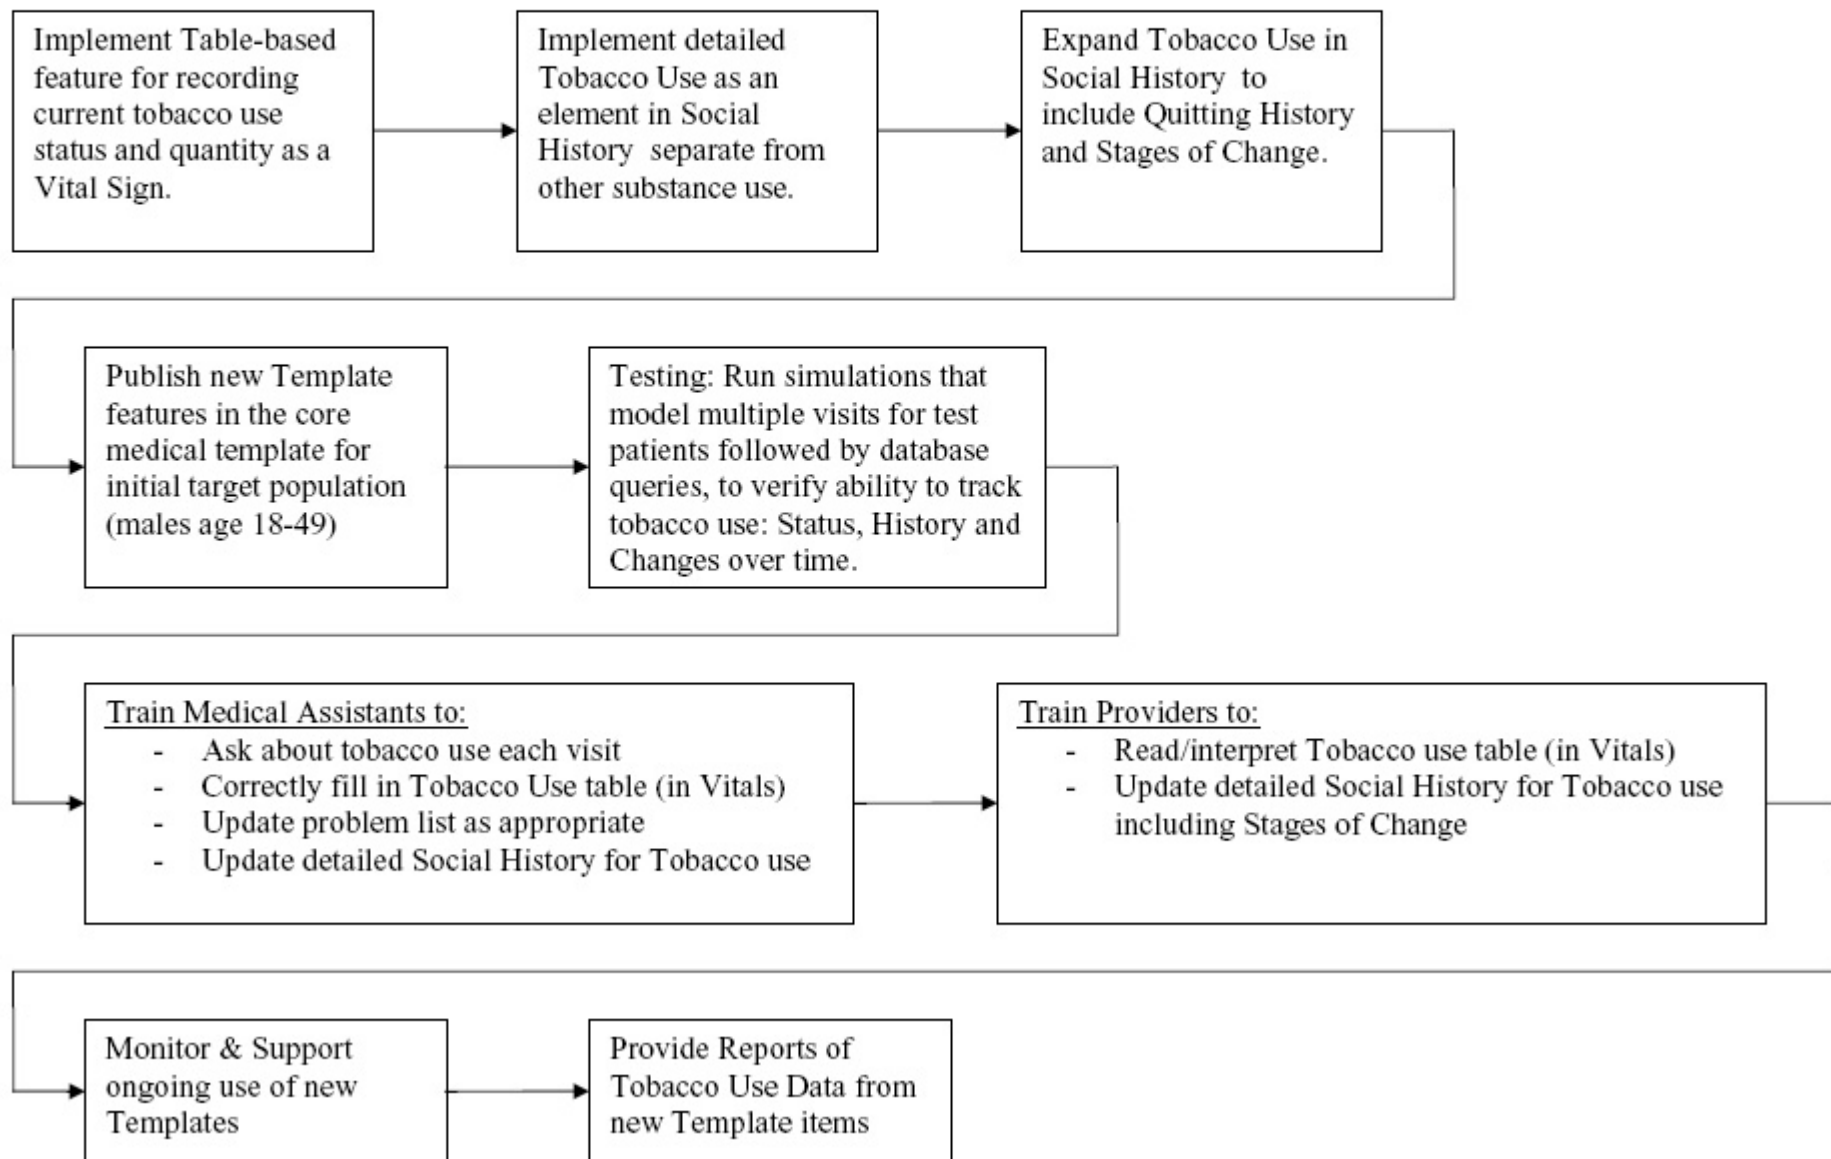 Implement Table-based
feature for recording
current tobacco use
status and quantity as a
Vital Sign.
Implement detailed
Tobacco Use as an
element in Social
History separate from
other substance use.
Expand Tobacco Use in
Social History to
include Quitting History
and Stages of Change.
Publish new Template
features in the core
medical template for
initial target population
(males age 18-49)
Testing: Run simulations that
model multiple visits for test
patients followed by database
queries, to verify ability to track
tobacco use: Status, History and
Changes over time.
Train Medical Assistants to:
- Ask about tobacco use each visit
- Correctly fill in Tobacco Use table (in Vitals)
- Update problem list as appropriate
- Update detailed Social History for Tobacco use
Train Providers to:
- Read/interpret Tobacco use table (in Vitals)
- Update detailed Social History for Tobacco use
including Stages of Change
Monitor & Support
ongoing use of new
Templates
Provide Reports of
Tobacco Use Data from
new Template items